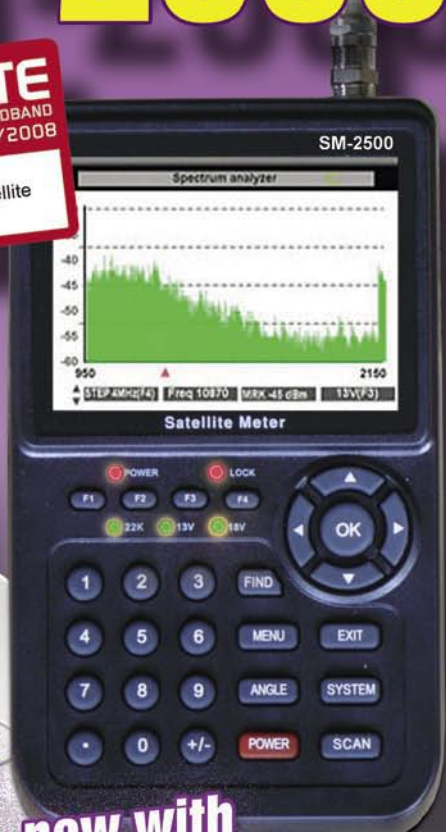 TE
DBAND
/2008
ellite
SM-2500
Spectrum analyzer
-40
-45
-50
-55
-60
950 2150
STEP:4MHz(F4) Freq 10870 MRK -45 dBm 13V(F3)
Satellite Meter
POWER LOCK
F1 F2 F3 F4
22K 13V 18V
OK
1 2 3 FIND
4 5 6 MENU EXIT
7 8 9 ANGLE SYSTEM
. 0 +/- POWER SCAN
now with